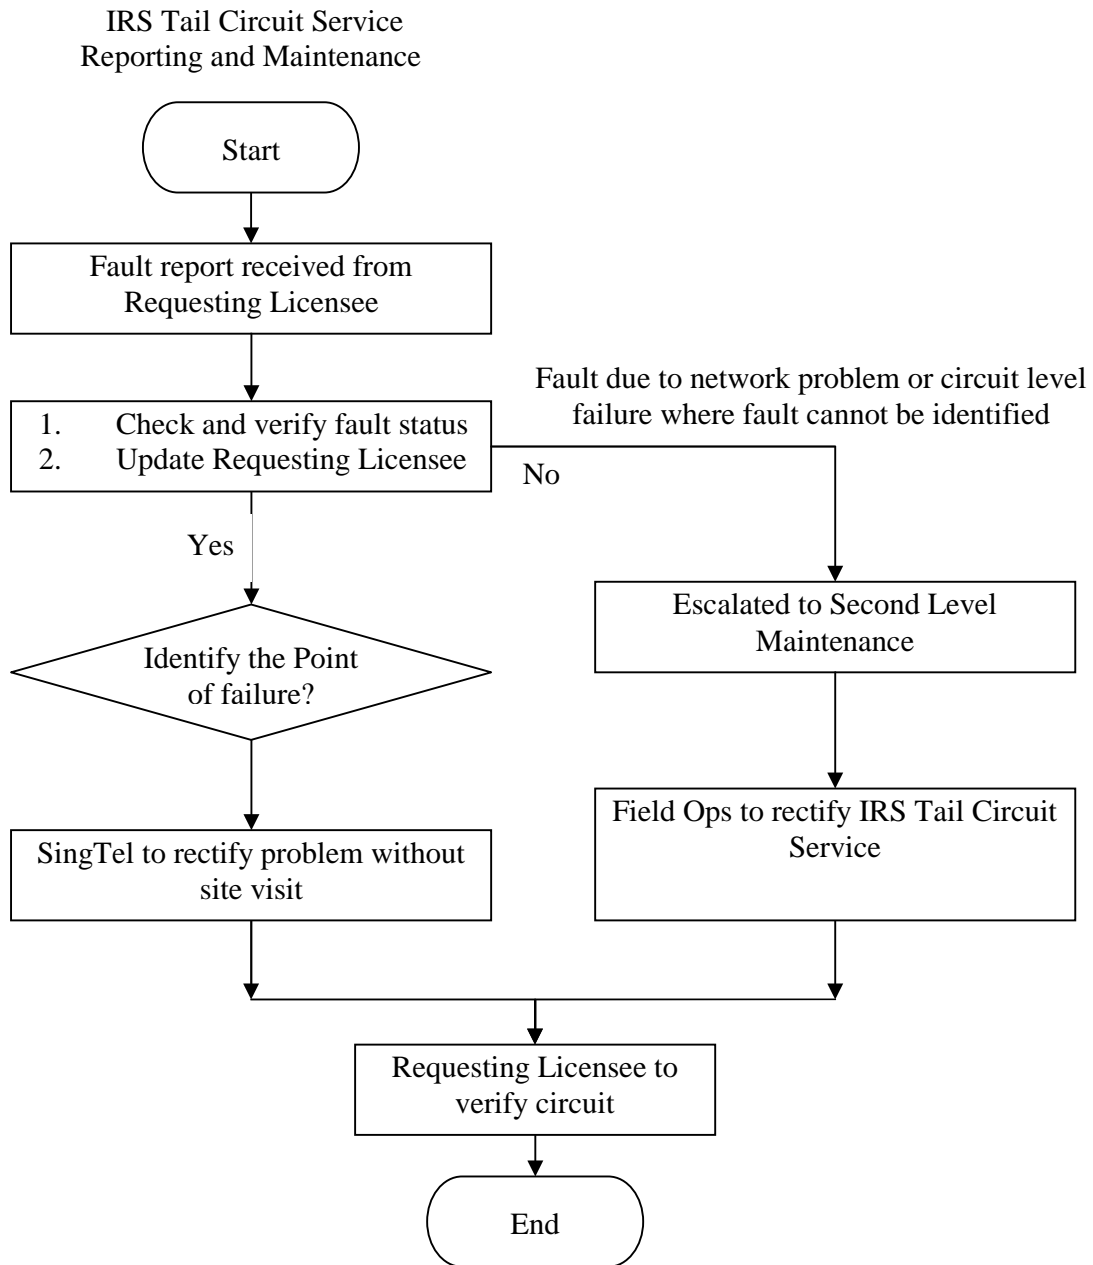 IRS Tail Circuit Service
Reporting and Maintenance
Start
Fault report received from
Requesting Licensee
Fault due to network problem or circuit level
failure where fault cannot be identified
1. Check and verify fault status
2. Update Requesting Licensee
No
Yes
Escalated to Second Level
Maintenance
Identify the Point
of failure?
Field Ops to rectify IRS Tail Circuit
Service
SingTel to rectify problem without
site visit
Requesting Licensee to
verify circuit
End